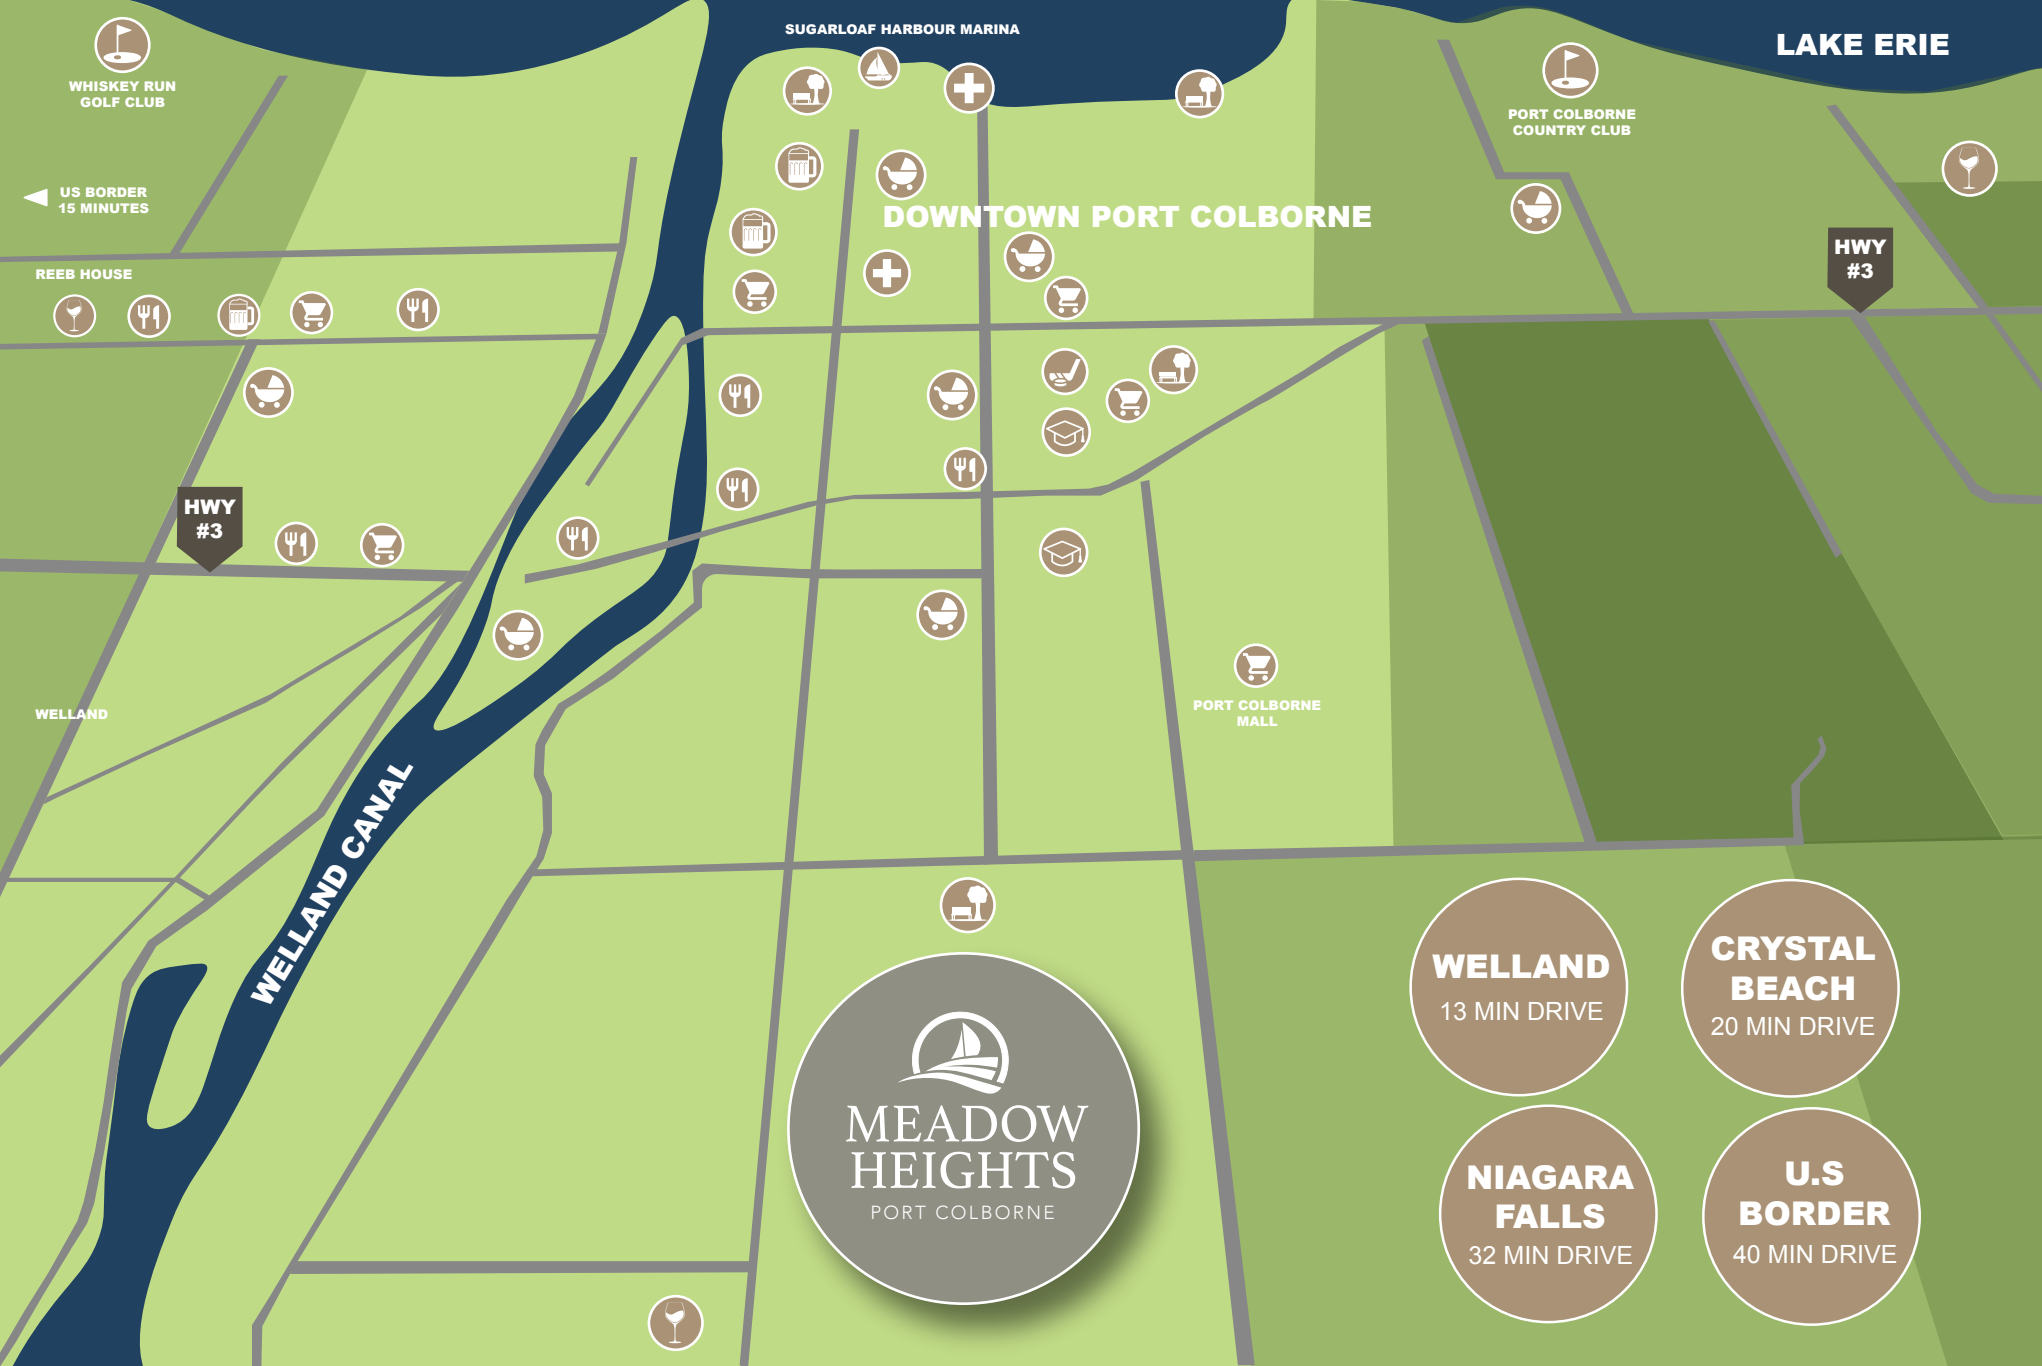 SUGARLOAF HARBOUR MARINA
LAKE ERIE
WHISKEY RUN
GOLF CLUB
PORT COLBORNE
COUNTRY CLUB
US BORDER
15 MINUTES
DOWNTOWN PORT COLBORNE
HWY
#3
REEB HOUSE
HWY
#3
WELLAND
PORT COLBORNE
MALL
WELLAND CANAL
WELLAND
13 MIN DRIVE
CRYSTAL
BEACH
20 MIN DRIVE
MEADOW
HEIGHTS
PORT COLBORNE
NIAGARA
FALLS
32 MIN DRIVE
U.S
BORDER
40 MIN DRIVE